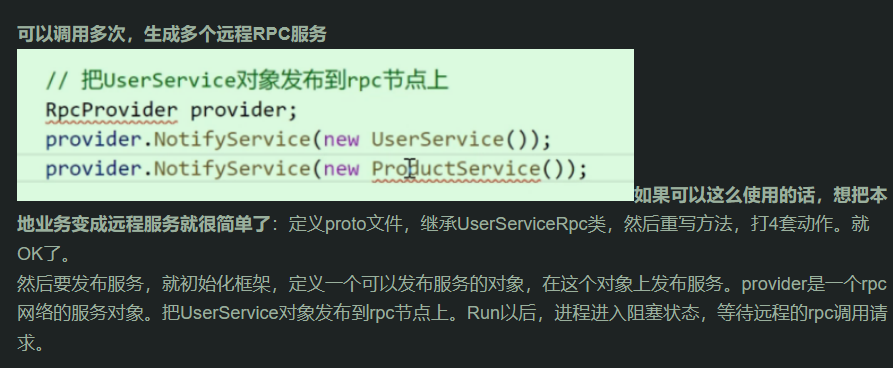 可以调用多次，生成多个远程RPC服务
// 把UserService对象发布到rpc节点上
RpcProvider provider;
provider.NotifyService(new UserService());
provider.NotifyService(new ProductService());
如果可以这么使用的话，想把本
地业务变成远程服务就很简单了：定义proto文件，继承UserServiceRpc类，然后重写方法，打4套动作。就
OK了。
然后要发布服务，就初始化框架，定义一个可以发布服务的对象，在这个对象上发布服务。provider是一个rpc
网络的服务对象。把UserService对象发布到rpc节点上。Run以后，进程进入阻塞状态，等待远程的rpc调用请
求。